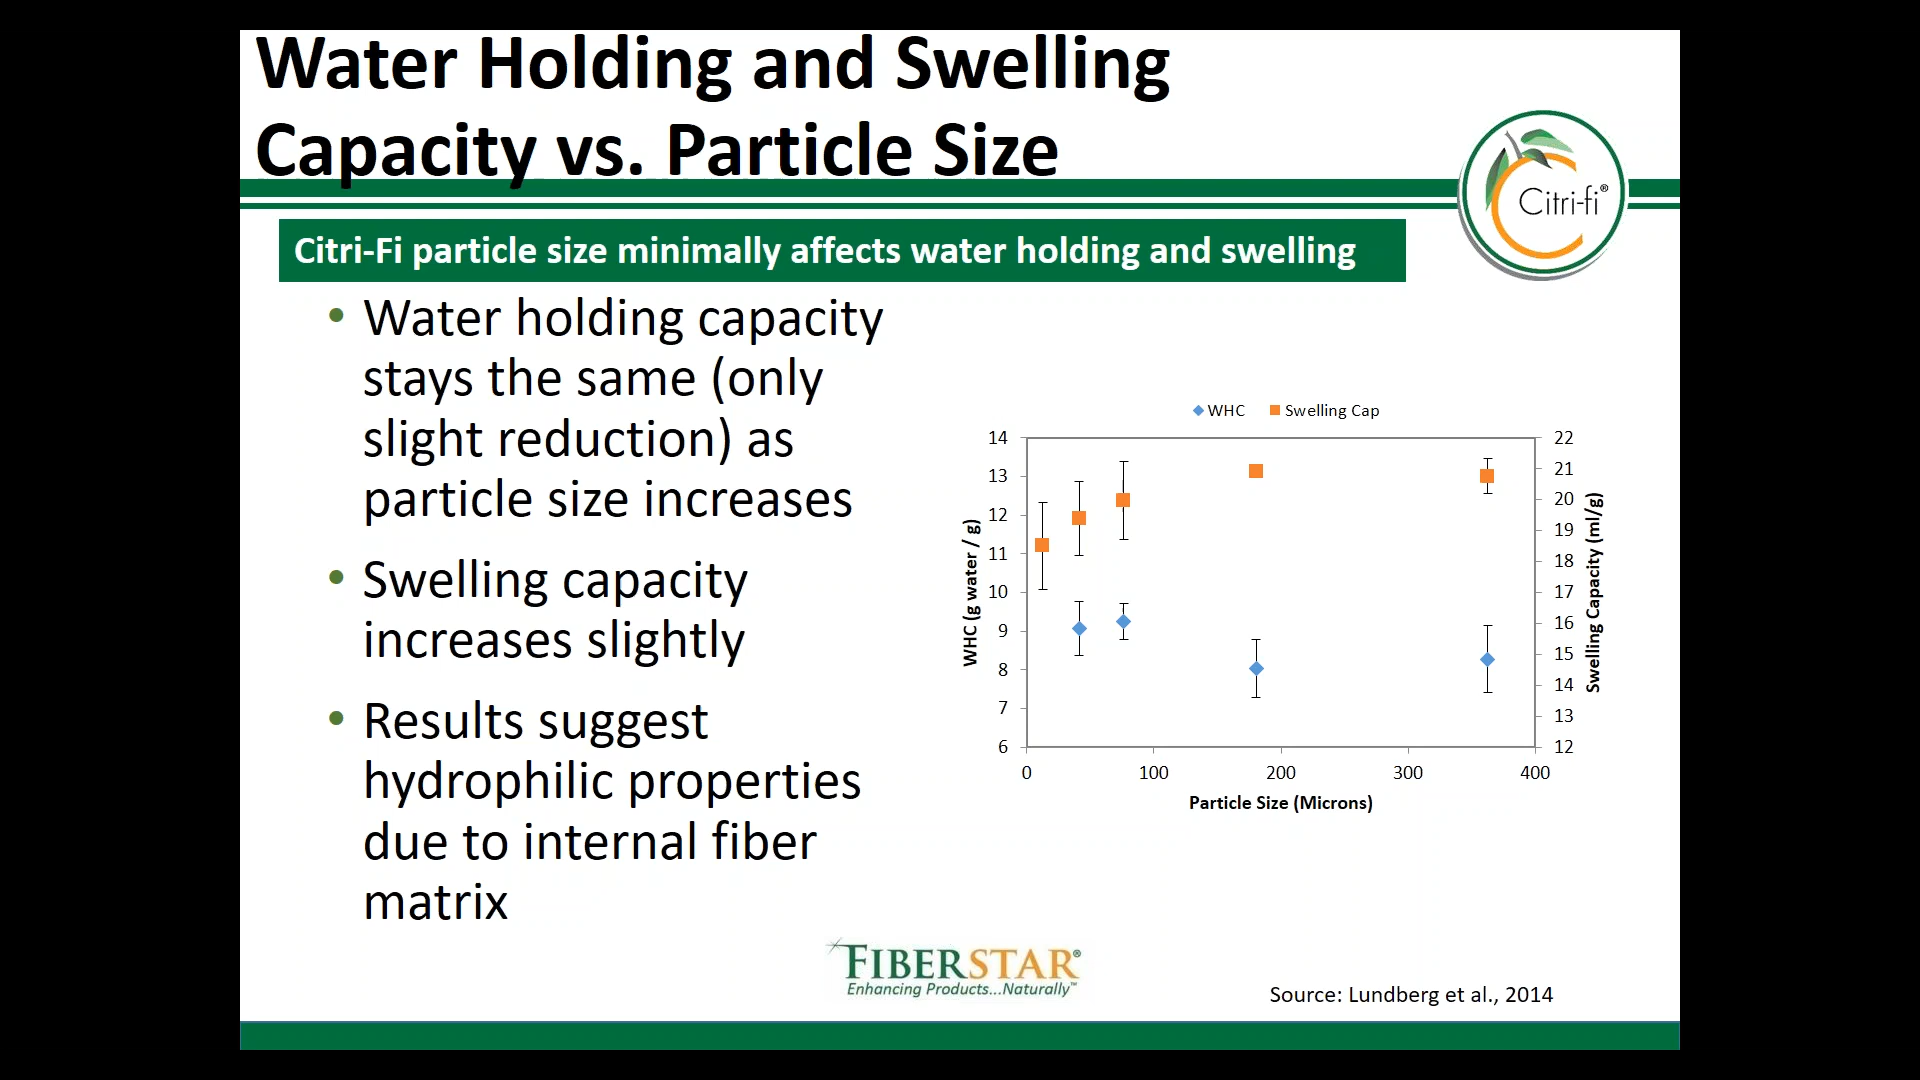 Water Holding and Swelling
Capacity vs. Particle Size
Citri-fi®
Citri-Fi particle size minimally affects water holding and swelling
• Water holding capacity
stays the same (only
slight reduction) as
particle size increases
• Swelling capacity
increases slightly
• Results suggest
hydrophilic properties
due to internal fiber
matrix
WHC Swelling Cap
14
13
12
11
10
9
8
7
6
WHC (g water / g)
22
21
20
19
18
17
16
15
14
13
12
Swelling Capacity (ml/g)
0 100 200 300 400
Particle Size (Microns)
FIBERSTAR®
Enhancing Products...Naturally™
Source: Lundberg et al., 2014